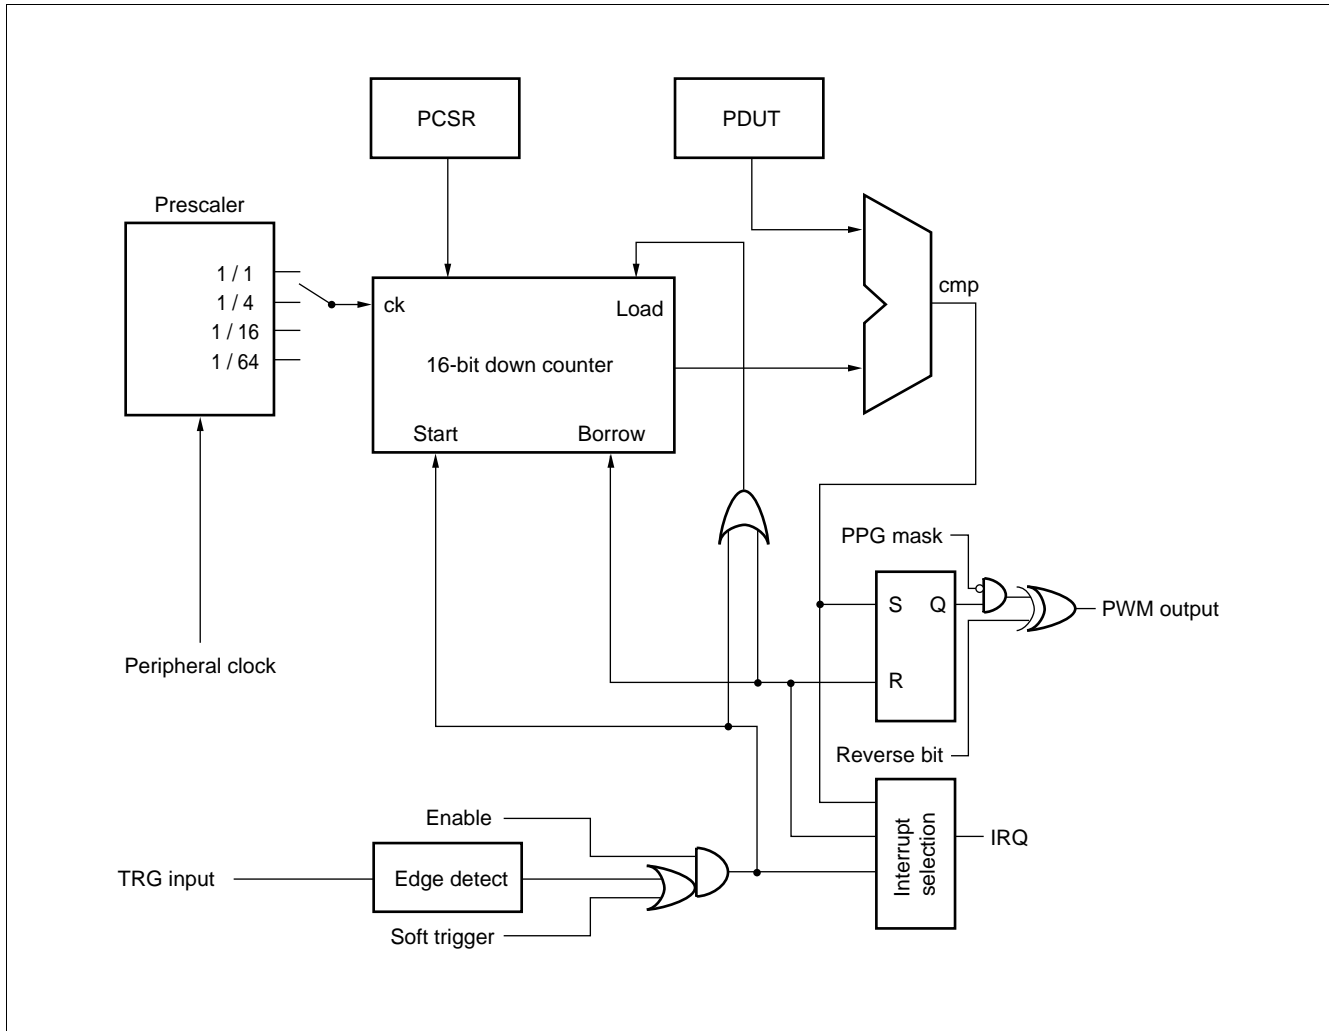 PCSR
PDUT
Prescaler
1 / 1
1 / 4
1 / 16
1 / 64
ck
Load
16-bit down counter
Start
Borrow
cmp
PPG mask
S
Q
R
PWM output
Peripheral clock
Reverse bit
Enable
TRG input
Edge detect
Soft trigger
Interrupt
selection
IRQ